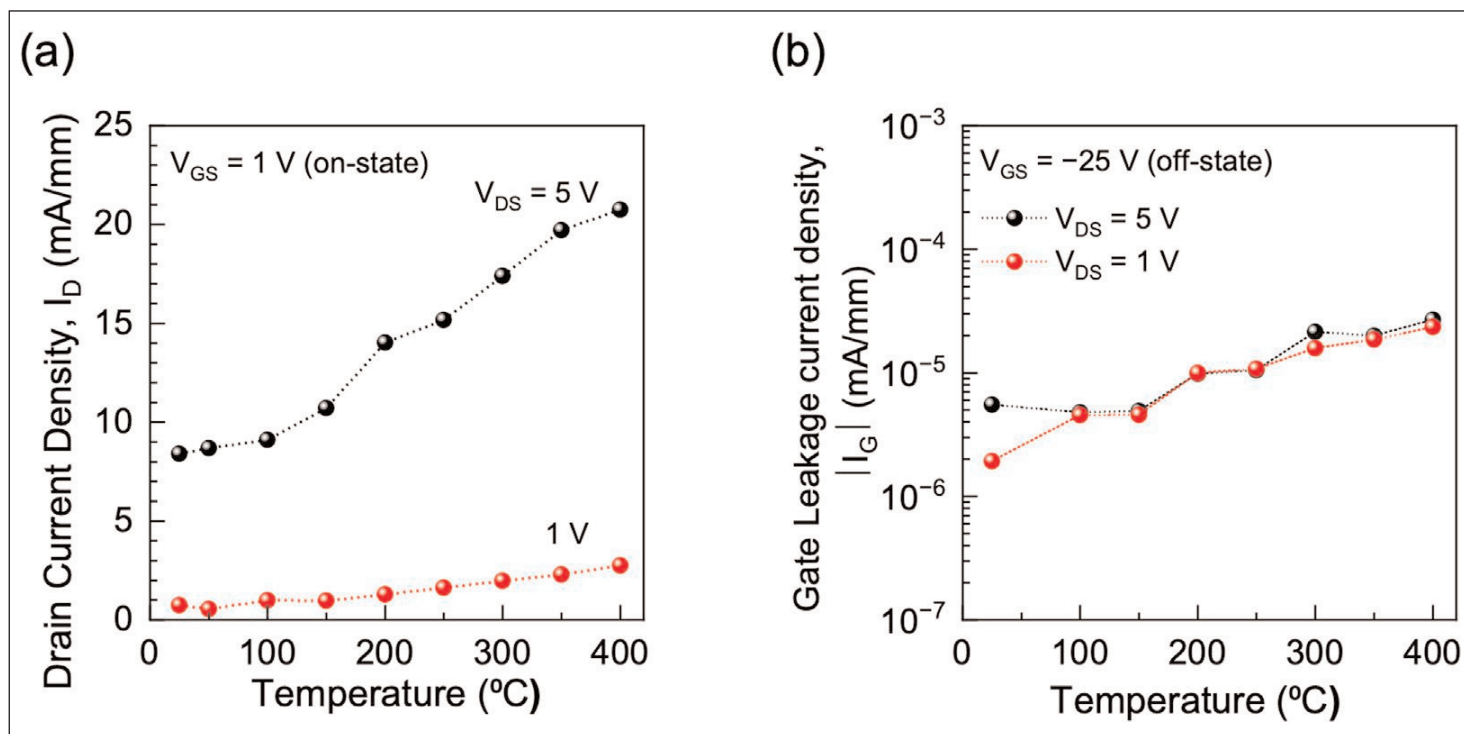 (a)
Drain Current Density, I_D (mA/mm)
25
20
15
10
5
0
V_GS = 1 V (on-state)
V_DS = 5 V
1 V
0 100 200 300 400
Temperature (ºC)
(b)
Gate Leakage current density,
|I_G| (mA/mm)
10⁻³
10⁻⁴
10⁻⁵
10⁻⁶
10⁻⁷
V_GS = −25 V (off-state)
V_DS = 5 V
V_DS = 1 V
0 100 200 300 400
Temperature (ºC)